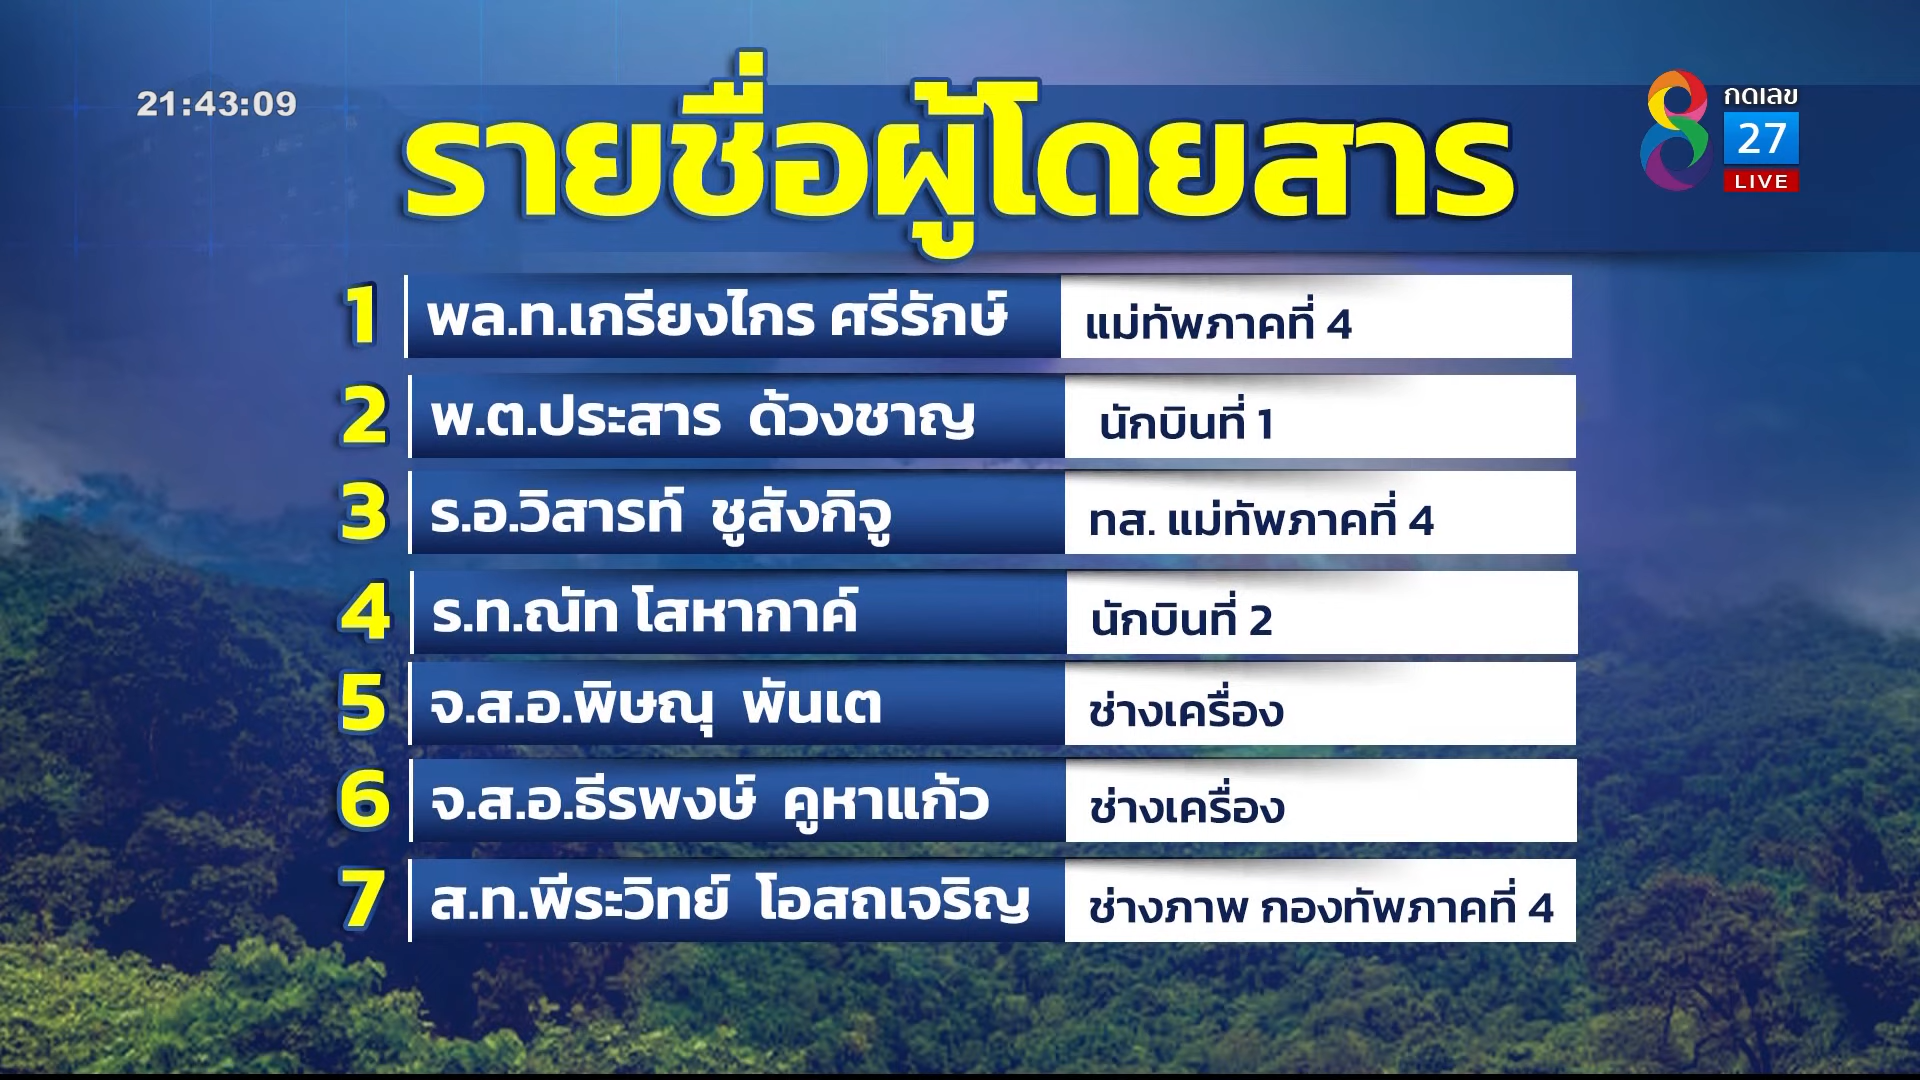 21:43:09
รายชื่อผู้โดยสาร
กดเลข
27
LIVE
1 พล.ท.เกรียงไกร ศรีรักษ์ แม่ทัพภาคที่ 4
2 พ.ต.ประสาร ด้วงชาญ นักบินที่ 1
3 ร.อ.วิสารท์ ชูสังกิจ ทส. แม่ทัพภาคที่ 4
4 ร.ท.ณัท โสหากาค์ นักบินที่ 2
5 จ.ส.อ.พิษณุ พันเต ช่างเครื่อง
6 จ.ส.อ.ธีรพงษ์ คูหาแก้ว ช่างเครื่อง
7 ส.ท.พีระวิทย์ โอสถเจริญ ช่างภาพ กองทัพภาคที่ 4